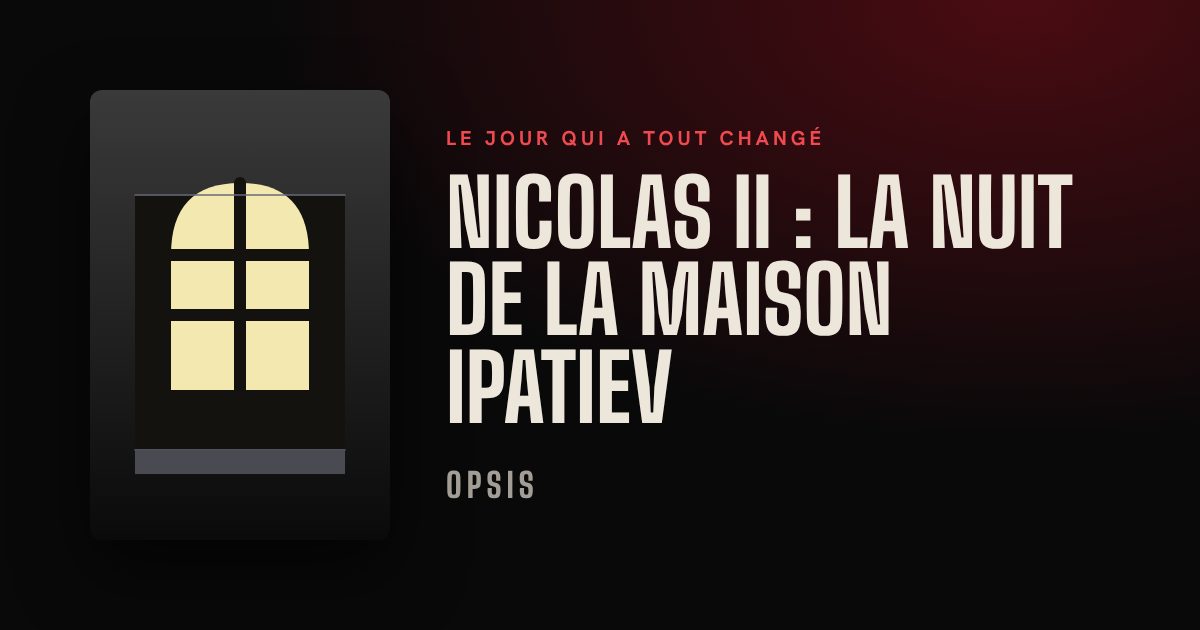 LE JOUR QUI A TOUT CHANGÉ
NICOLAS II : LA NUIT
DE LA MAISON
IPATIEV
OPSIS